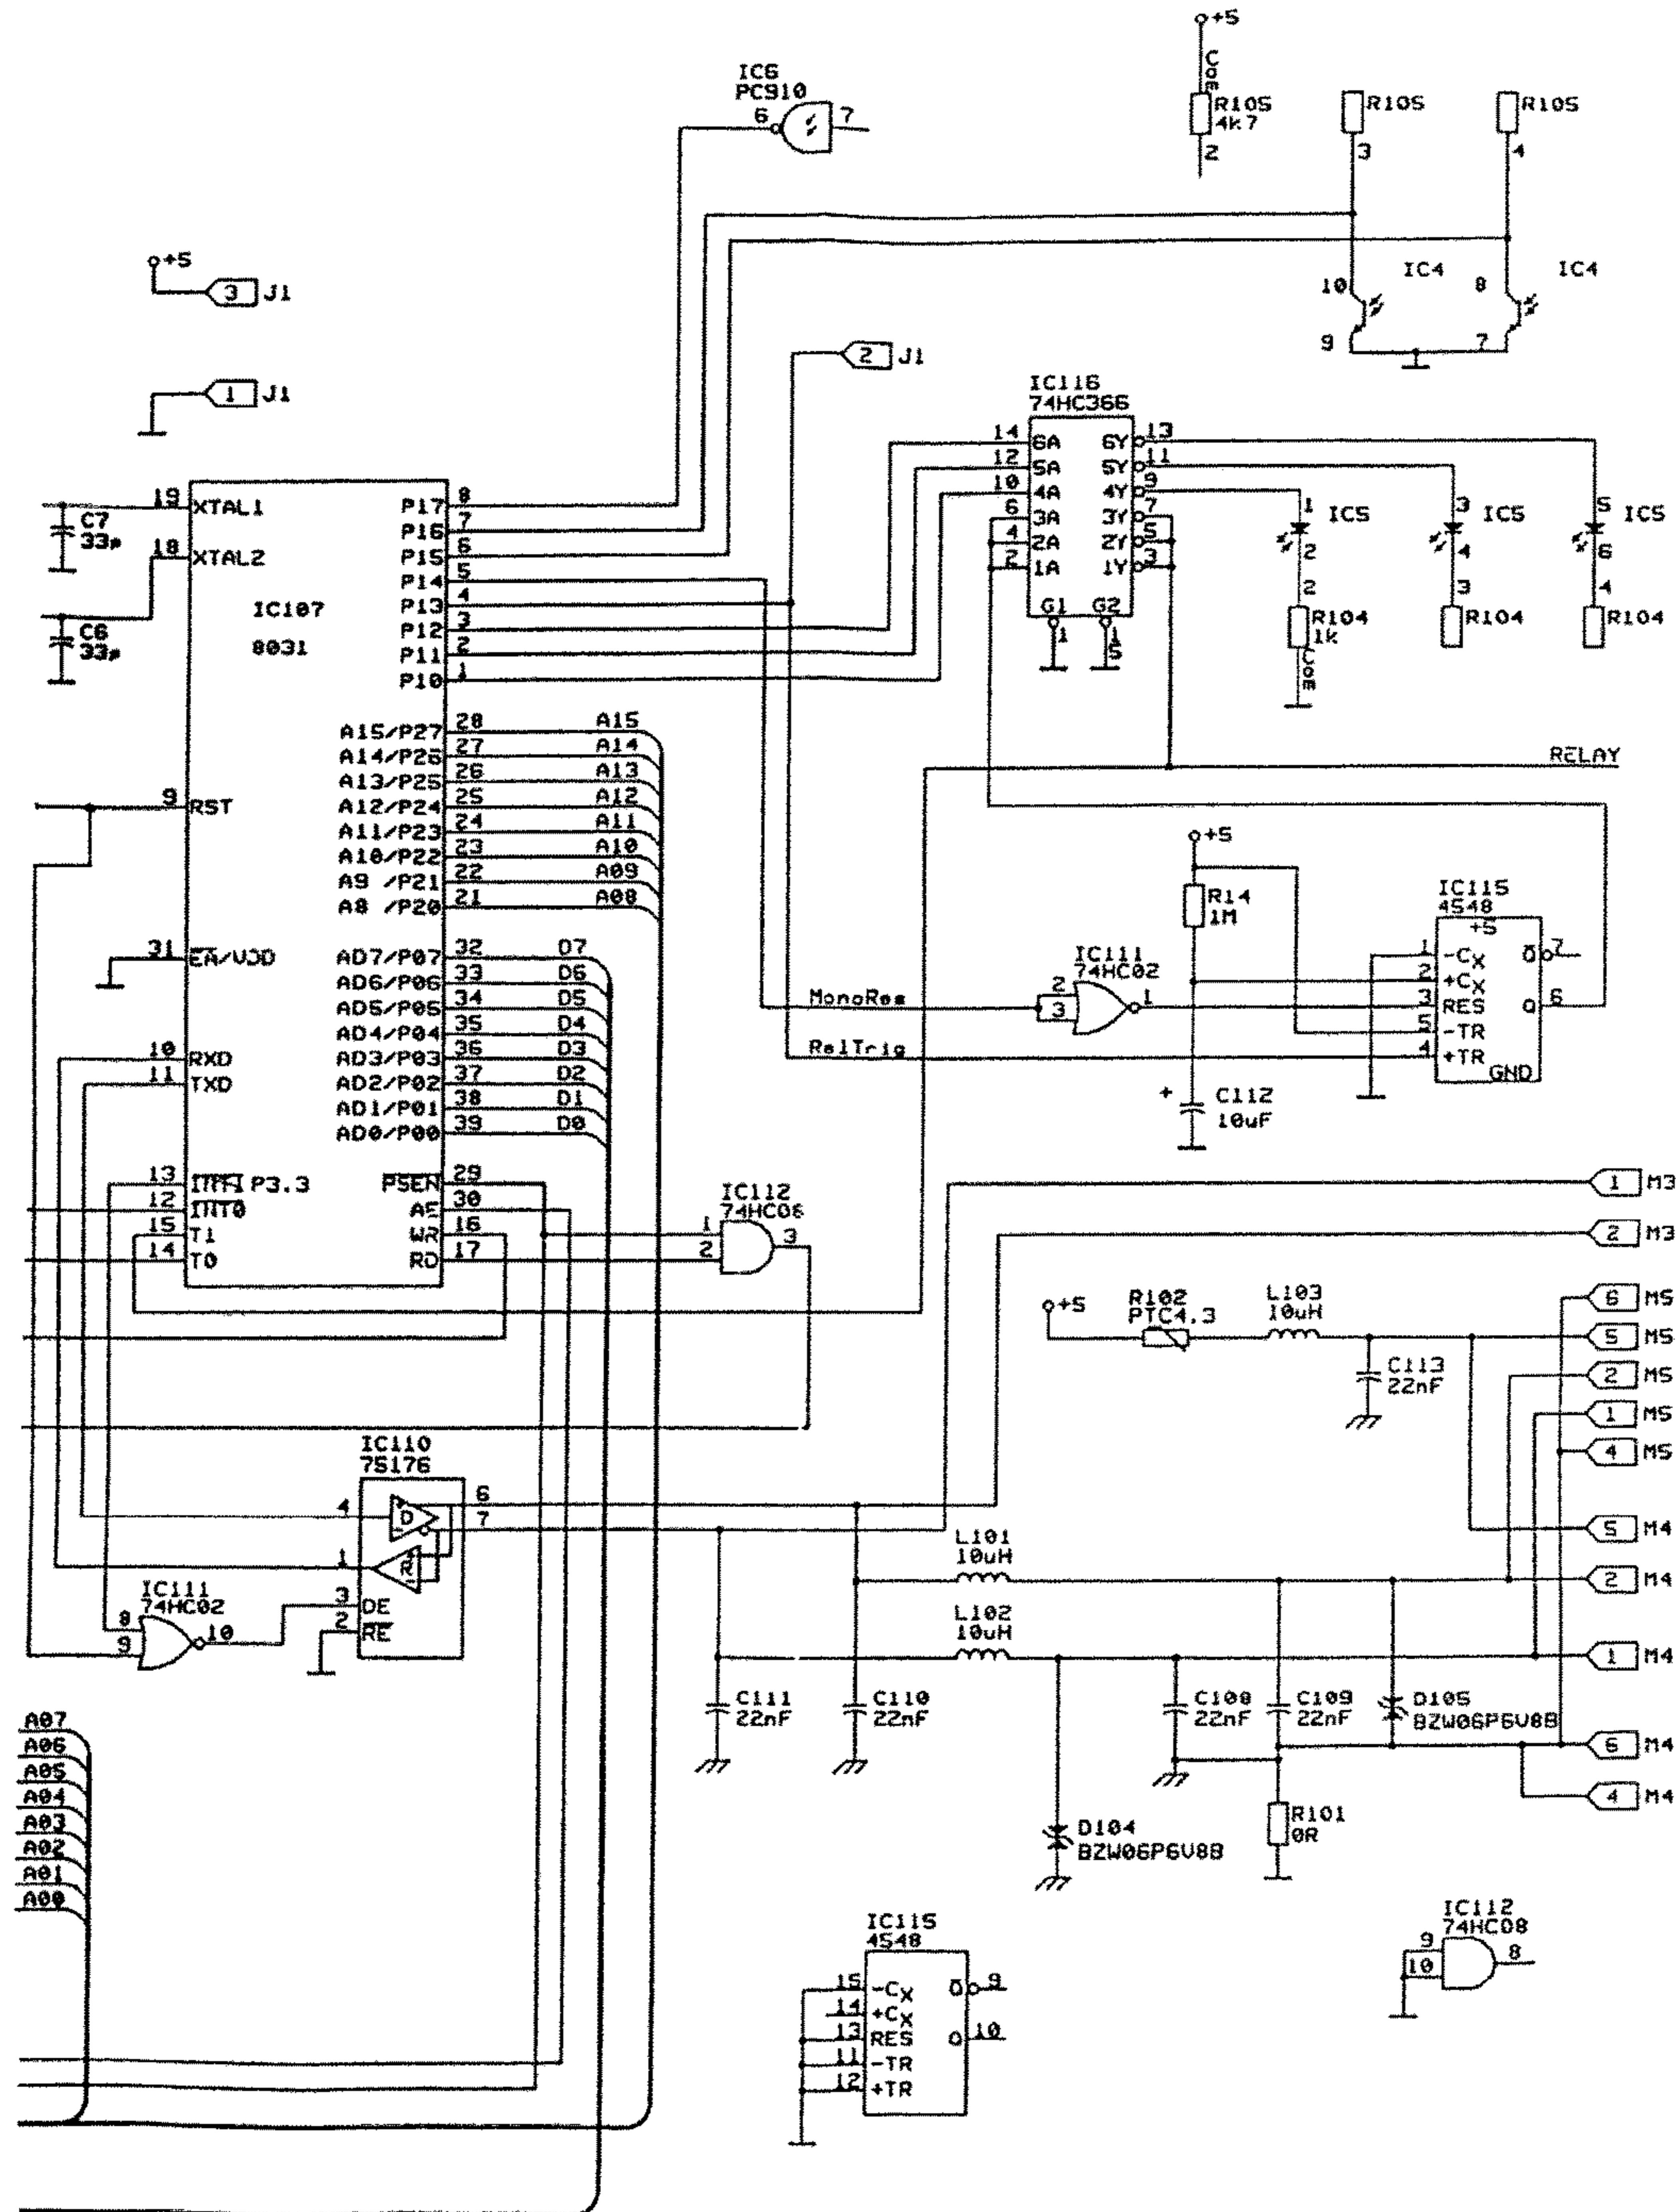 +5
Com
R105
4k7
2
R105
3
R105
4
IC6
PC910
6
7
+5
3 J1
1 J1
2 J1
IC4
10
9
IC4
8
7
IC116
74HC366
14 6A 6Y 13
12 5A 5Y 11
10 4A 4Y 9
6 3A 3Y 7
4 2A 2Y 5
2 1A 1Y 3
G1 G2
1 15
1 IC5
2
2
R104
1k
Com
3 IC5
4
3
R104
5 IC5
6
4
R104
C7
33p
C6
33p
IC107
8031
19 XTAL1
18 XTAL2
9 RST
31 EA/VDD
10 RXD
11 TXD
13 INT1 P3.3
12 INT0
15 T1
14 T0
P17 8
P16 7
P15 6
P14 5
P13 4
P12 3
P11 2
P10 1
A15/P27 28 A15
A14/P26 27 A14
A13/P25 26 A13
A12/P24 25 A12
A11/P23 24 A11
A10/P22 23 A10
A9 /P21 22 A09
A8 /P20 21 A08
AD7/P07 32 D7
AD6/P06 33 D6
AD5/P05 34 D5
AD4/P04 35 D4
AD3/P03 36 D3
AD2/P02 37 D2
AD1/P01 38 D1
AD0/P00 39 D0
PSEN 29
AE 30
WR 16
RD 17
RELAY
+5
R14
1M
IC111
74HC02
2
3
1
MonoRes
RelTrig
+ C112
10uF
IC115
4548
+5
1 -CX Q 7
2 +CX
3 RES Q 6
5 -TR
4 +TR
GND
IC112
74HC08
1
2
3
1 M3
2 M3
+5
R102
PTC4.3
L103
10uH
C113
22nF
6 M5
5 M5
2 M5
1 M5
4 M5
5 M4
2 M4
1 M4
6 M4
4 M4
IC110
75176
4 D 6
7
1 R
3 DE
2 RE
IC111
74HC02
8
9
10
L101
10uH
L102
10uH
C111
22nF
C110
22nF
C108
22nF
C109
22nF
D105
BZW06P6V8B
D104
BZW06P6V8B
R101
0R
A07
A06
A05
A04
A03
A02
A01
A00
IC115
4548
15 -CX Q 9
14 +CX
13 RES Q 10
11 -TR
12 +TR
IC112
74HC08
9
10
8